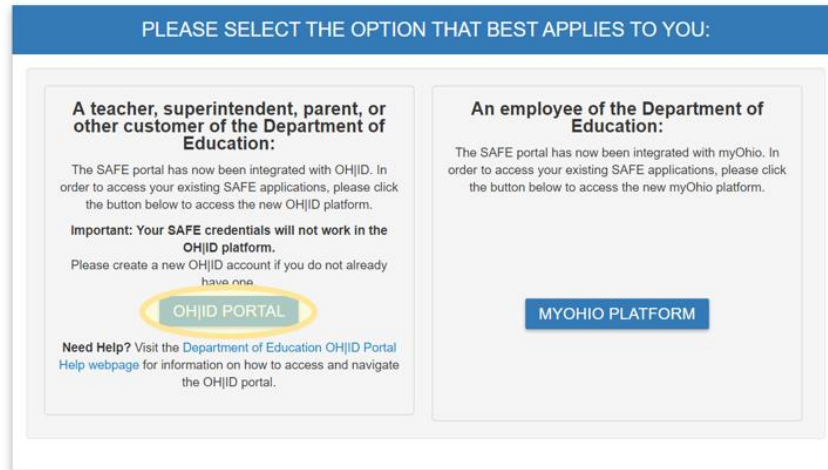 PLEASE SELECT THE OPTION THAT BEST APPLIES TO YOU:
A teacher, superintendent, parent, or
other customer of the Department of
Education:
The SAFE portal has now been integrated with OH|ID. In
order to access your existing SAFE applications, please click
the button below to access the new OH|ID platform.
Important: Your SAFE credentials will not work in the
OH|ID platform.
Please create a new OH|ID account if you do not already
have one
OH|ID PORTAL
Need Help? Visit the Department of Education OH|ID Portal
Help webpage for information on how to access and navigate
the OH|ID portal.
An employee of the Department of
Education:
The SAFE portal has now been integrated with myOhio. In
order to access your existing SAFE applications, please click
the button below to access the new myOhio platform.
MYOHIO PLATFORM